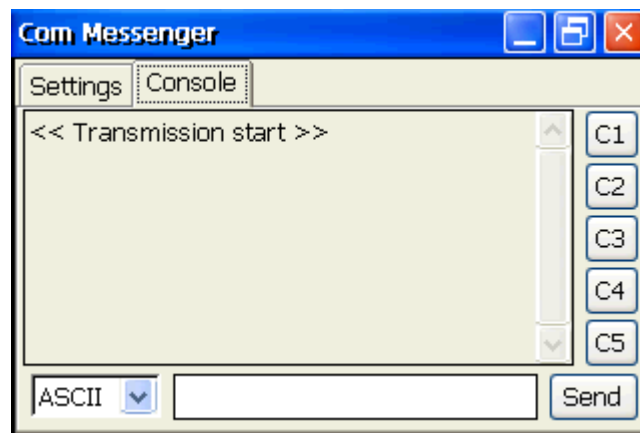 Com Messenger
Settings Console
<< Transmission start >>
C1
C2
C3
C4
C5
ASCII Send